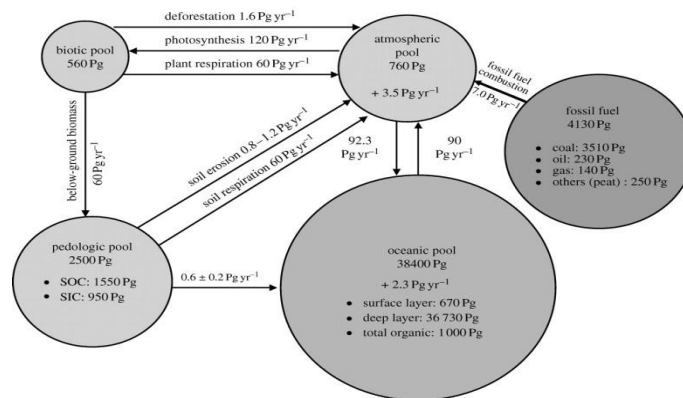 deforestation 1.6 Pg yr⁻¹
photosynthesis 120 Pg yr⁻¹
plant respiration 60 Pg yr⁻¹
biotic pool
560 Pg
atmospheric
pool
760 Pg
+ 3.5 Pg yr⁻¹
fossil fuel
combustion
7.0 Pg yr⁻¹
fossil fuel
4130 Pg
• coal: 3510 Pg
• oil: 230 Pg
• gas: 140 Pg
• others (peat) : 250 Pg
below-ground biomass
60 Pg yr⁻¹
soil erosion 0.8–1.2 Pg yr⁻¹
soil respiration 60 Pg yr⁻¹
92.3
Pg yr⁻¹
90
Pg yr⁻¹
pedologic pool
2500 Pg
• SOC: 1550 Pg
• SIC: 950 Pg
0.6 ± 0.2 Pg yr⁻¹
oceanic pool
38400 Pg
+ 2.3 Pg yr⁻¹
• surface layer: 670 Pg
• deep layer: 36 730 Pg
• total organic: 1000 Pg